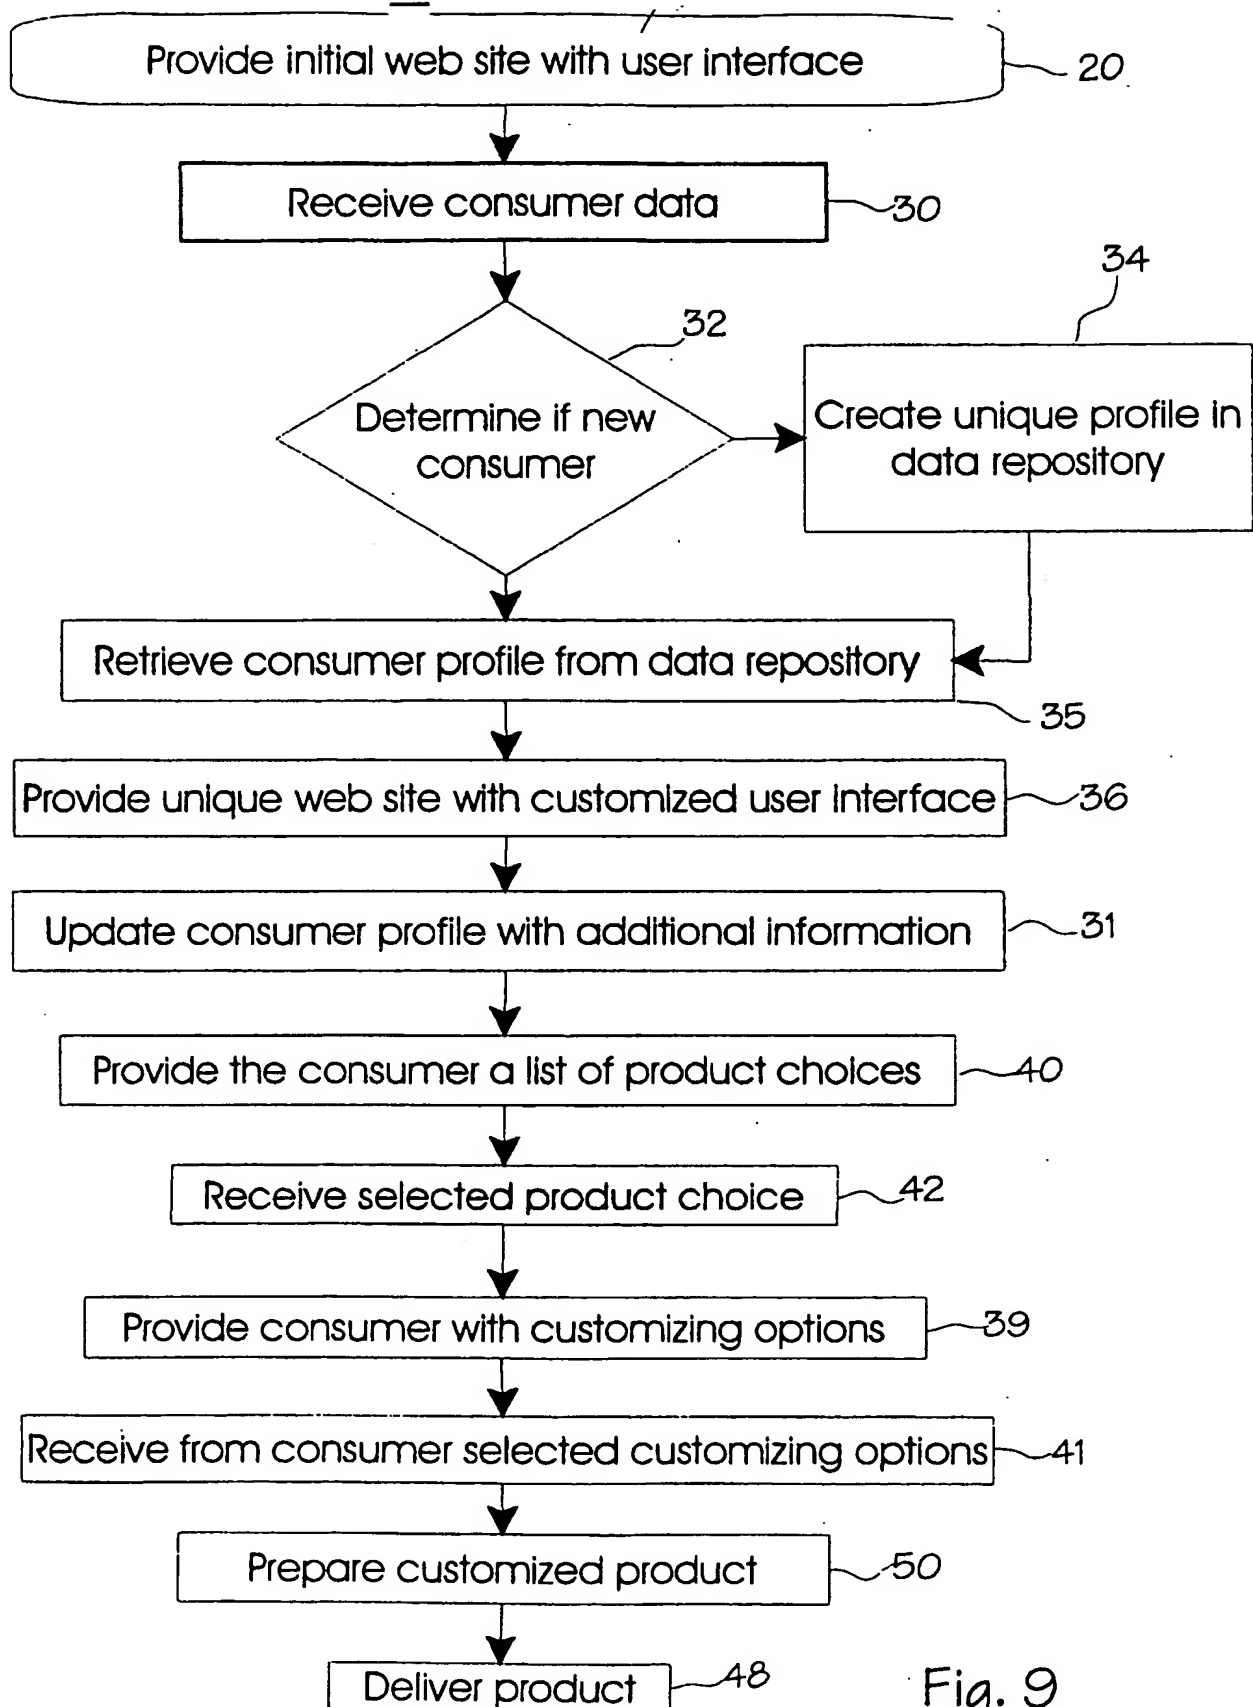 Provide initial web site with user interface
20
Receive consumer data
30
32
34
Determine if new
consumer
Create unique profile in
data repository
Retrieve consumer profile from data repository
35
Provide unique web site with customized user interface
36
Update consumer profile with additional information
31
Provide the consumer a list of product choices
40
Receive selected product choice
42
Provide consumer with customizing options
39
Receive from consumer selected customizing options
41
Prepare customized product
50
Deliver product
48
Fig. 9